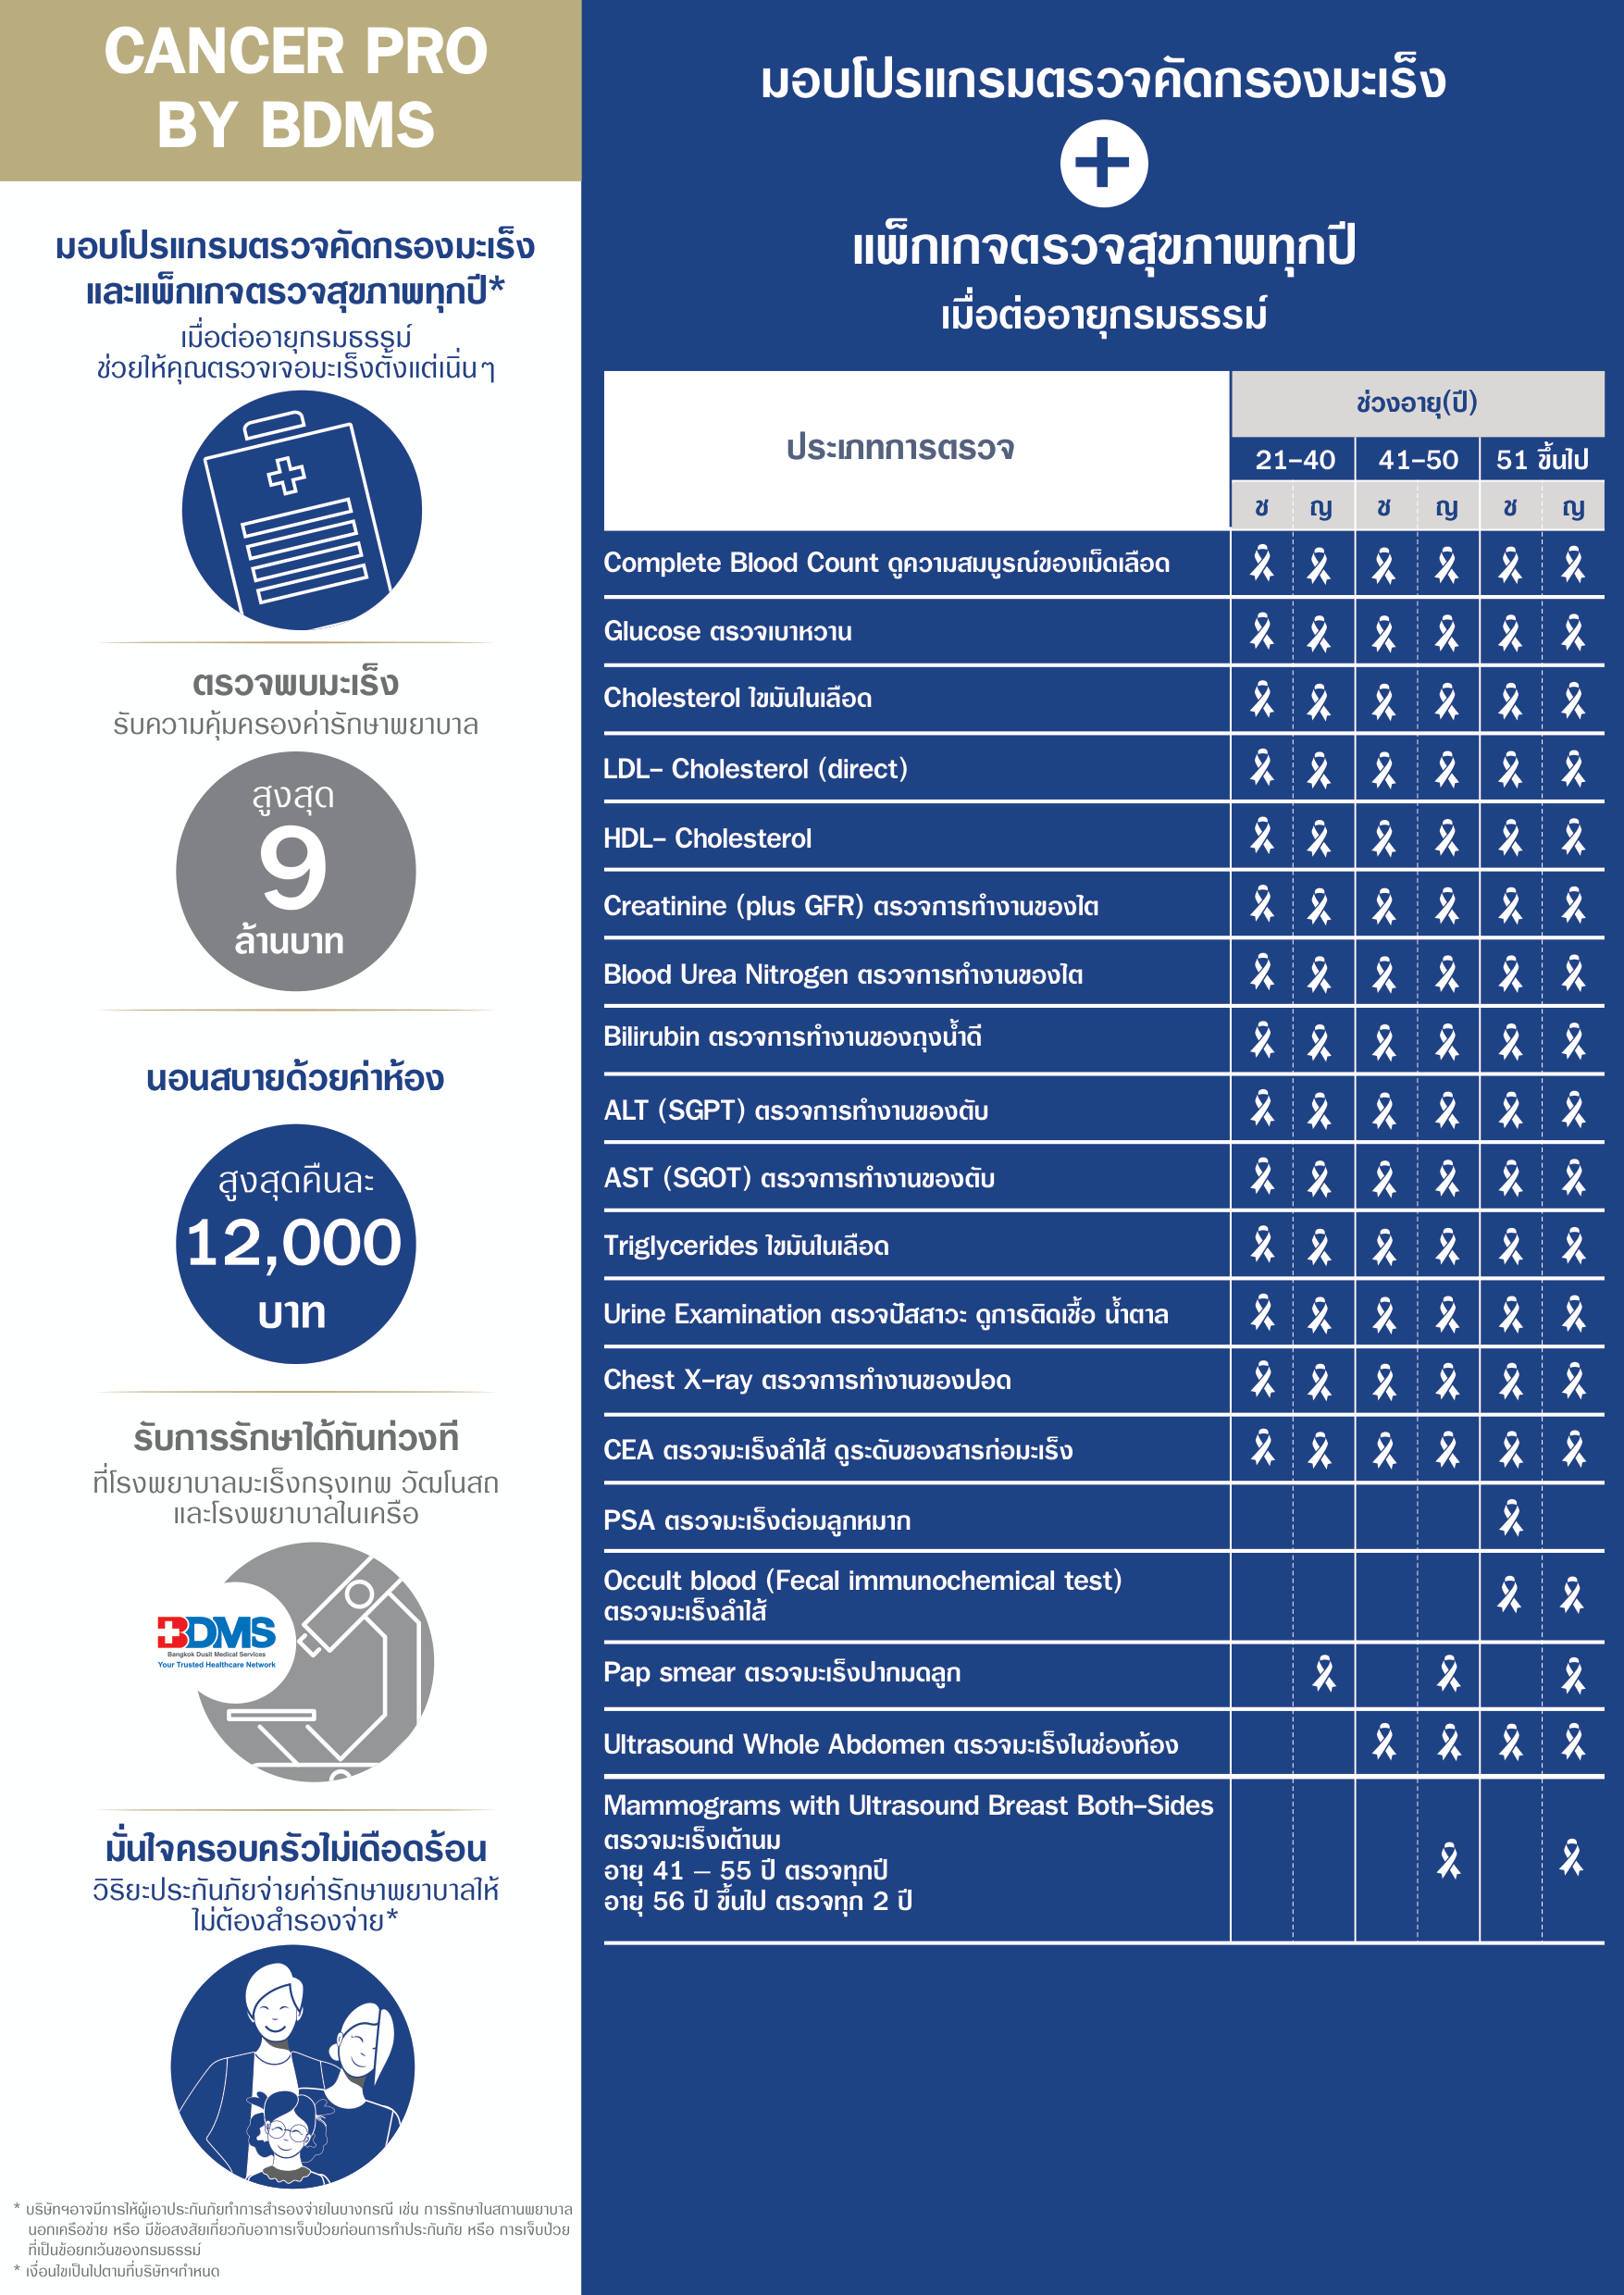 CANCER PRO
BY BDMS
มอบโปรแกรมตรวจคัดกรองมะเร็ง
และแพ็กเกจตรวจสุขภาพทุกปี*
เมื่อต่ออายุกรมธรรม์
ช่วยให้คุณตรวจเจอมะเร็งตั้งแต่เนิ่นๆ
ตรวจพบมะเร็ง
รับความคุ้มครองค่ารักษาพยาบาล
สูงสุด
9
ล้านบาท
นอนสบายด้วยค่าห้อง
สูงสุดคืนละ
12,000
บาท
รับการรักษาได้ทันท่วงที
ที่โรงพยาบาลมะเร็งกรุงเทพ วัฒโนสถ
และโรงพยาบาลในเครือ
BDMS
Bangkok Dusit Medical Services
Your Trusted Healthcare Network
มั่นใจครอบครัวไม่เดือดร้อน
วิริยะประกันภัยจ่ายค่ารักษาพยาบาลให้
ไม่ต้องสำรองจ่าย*
* บริษัทฯอาจมีการให้ผู้เอาประกันภัยทำการสำรองจ่ายในบางกรณี เช่น การรักษาในสถานพยาบาล
นอกเครือข่าย หรือ มีข้อสงสัยเกี่ยวกับอาการเจ็บป่วยก่อนการทำประกันภัย หรือ การเจ็บป่วย
ที่เป็นข้อยกเว้นของกรมธรรม์
* เงื่อนไขเป็นไปตามที่บริษัทฯกำหนด
มอบโปรแกรมตรวจคัดกรองมะเร็ง
+
แพ็กเกจตรวจสุขภาพทุกปี
เมื่อต่ออายุกรมธรรม์
ประเภทการตรวจ
ช่วงอายุ(ปี)
21-40 41-50 51 ขึ้นไป
ช ญ ช ญ ช ญ
Complete Blood Count ดูความสมบูรณ์ของเม็ดเลือด
Glucose ตรวจเบาหวาน
Cholesterol ไขมันในเลือด
LDL- Cholesterol (direct)
HDL- Cholesterol
Creatinine (plus GFR) ตรวจการทำงานของไต
Blood Urea Nitrogen ตรวจการทำงานของไต
Bilirubin ตรวจการทำงานของถุงน้ำดี
ALT (SGPT) ตรวจการทำงานของตับ
AST (SGOT) ตรวจการทำงานของตับ
Triglycerides ไขมันในเลือด
Urine Examination ตรวจปัสสาวะ ดูการติดเชื้อ น้ำตาล
Chest X-ray ตรวจการทำงานของปอด
CEA ตรวจมะเร็งลำไส้ ดูระดับของสารก่อมะเร็ง
PSA ตรวจมะเร็งต่อมลูกหมาก
Occult blood (Fecal immunochemical test)
ตรวจมะเร็งลำไส้
Pap smear ตรวจมะเร็งปากมดลูก
Ultrasound Whole Abdomen ตรวจมะเร็งในช่องท้อง
Mammograms with Ultrasound Breast Both-Sides
ตรวจมะเร็งเต้านม
อายุ 41 – 55 ปี ตรวจทุกปี
อายุ 56 ปี ขึ้นไป ตรวจทุก 2 ปี